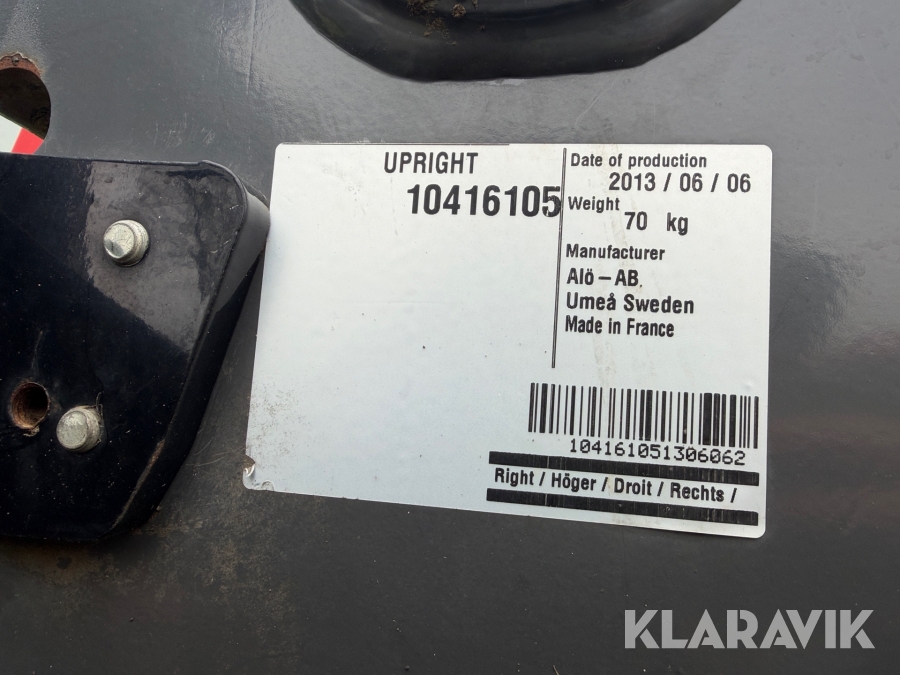 UPRIGHT
10416105
Date of production
2013 / 06 / 06
Weight
70 kg
Manufacturer
Alö – AB.
Umeå Sweden
Made in France
104161051306062
Right / Höger / Droit / Rechts /
KLARAVIK